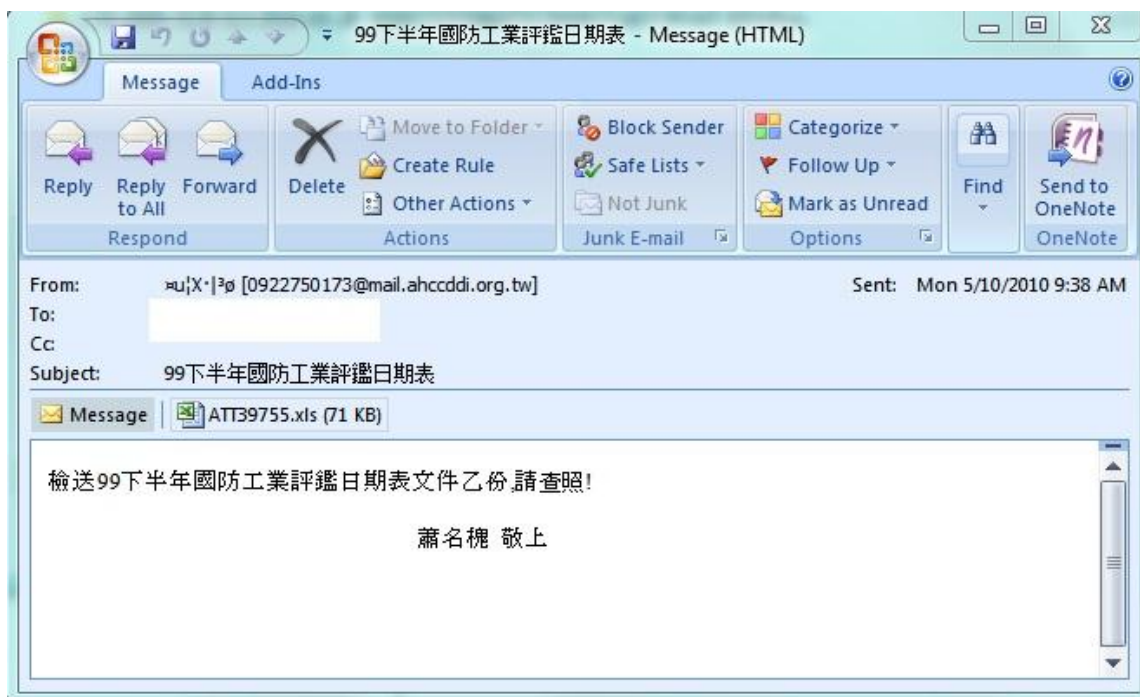 99下半年國防工業評鑑日期表 - Message (HTML)
Message Add-Ins
Reply Reply to All Forward Delete Move to Folder Create Rule Other Actions Block Sender Safe Lists Not Junk Categorize Follow Up Mark as Unread Find Send to OneNote
Respond Actions Junk E-mail Options OneNote
From: ¤u¦X·|³ø [0922750173@mail.ahccddi.org.tw] Sent: Mon 5/10/2010 9:38 AM
To:
Cc:
Subject: 99下半年國防工業評鑑日期表
Message ATT39755.xls (71 KB)
檢送99下半年國防工業評鑑日期表文件乙份,請查照!
蕭名槐 敬上